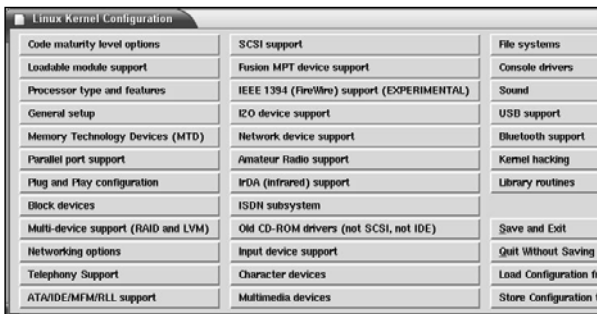 Linux Kernel Configuration
Code maturity level options
Loadable module support
Processor type and features
General setup
Memory Technology Devices (MTD)
Parallel port support
Plug and Play configuration
Block devices
Multi-device support (RAID and LVM)
Networking options
Telephony Support
ATA/IDE/MFM/RLL support
SCSI support
Fusion MPT device support
IEEE 1394 (FireWire) support (EXPERIMENTAL)
I2O device support
Network device support
Amateur Radio support
IrDA (infrared) support
ISDN subsystem
Old CD-ROM drivers (not SCSI, not IDE)
Input device support
Character devices
Multimedia devices
File systems
Console drivers
Sound
USB support
Bluetooth support
Kernel hacking
Library routines
Save and Exit
Quit Without Saving
Load Configuration
Store Configuration